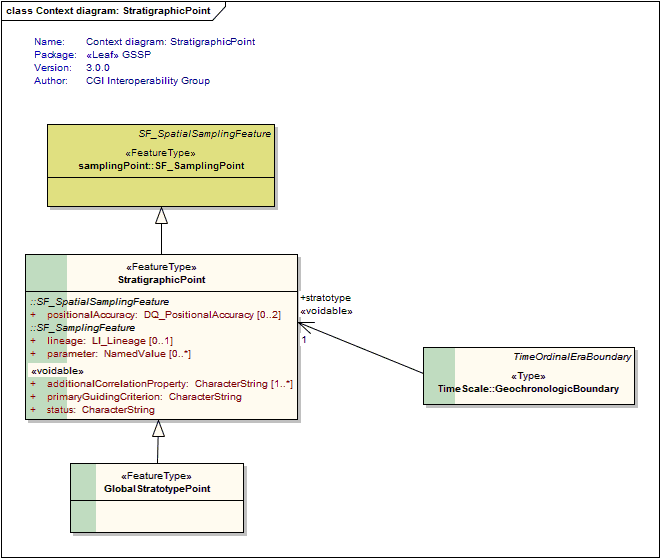 class Context diagram: StratigraphicPoint
Name: Context diagram: StratigraphicPoint
Package: «Leaf» GSSP
Version: 3.0.0
Author: CGI Interoperability Group
SF_SpatialSamplingFeature
«FeatureType»
samplingPoint::SF_SamplingPoint
«FeatureType»
StratigraphicPoint
::SF_SpatialSamplingFeature
+ positionalAccuracy: DQ_PositionalAccuracy [0..2]
::SF_SamplingFeature
+ lineage: LI_Lineage [0..1]
+ parameter: NamedValue [0..*]
«voidable»
+ additionalCorrelationProperty: CharacterString [1..*]
+ primaryGuidingCriterion: CharacterString
+ status: CharacterString
+stratotype
«voidable»
1
TimeOrdinalEraBoundary
«Type»
TimeScale::GeochronologicBoundary
«FeatureType»
GlobalStratotypePoint